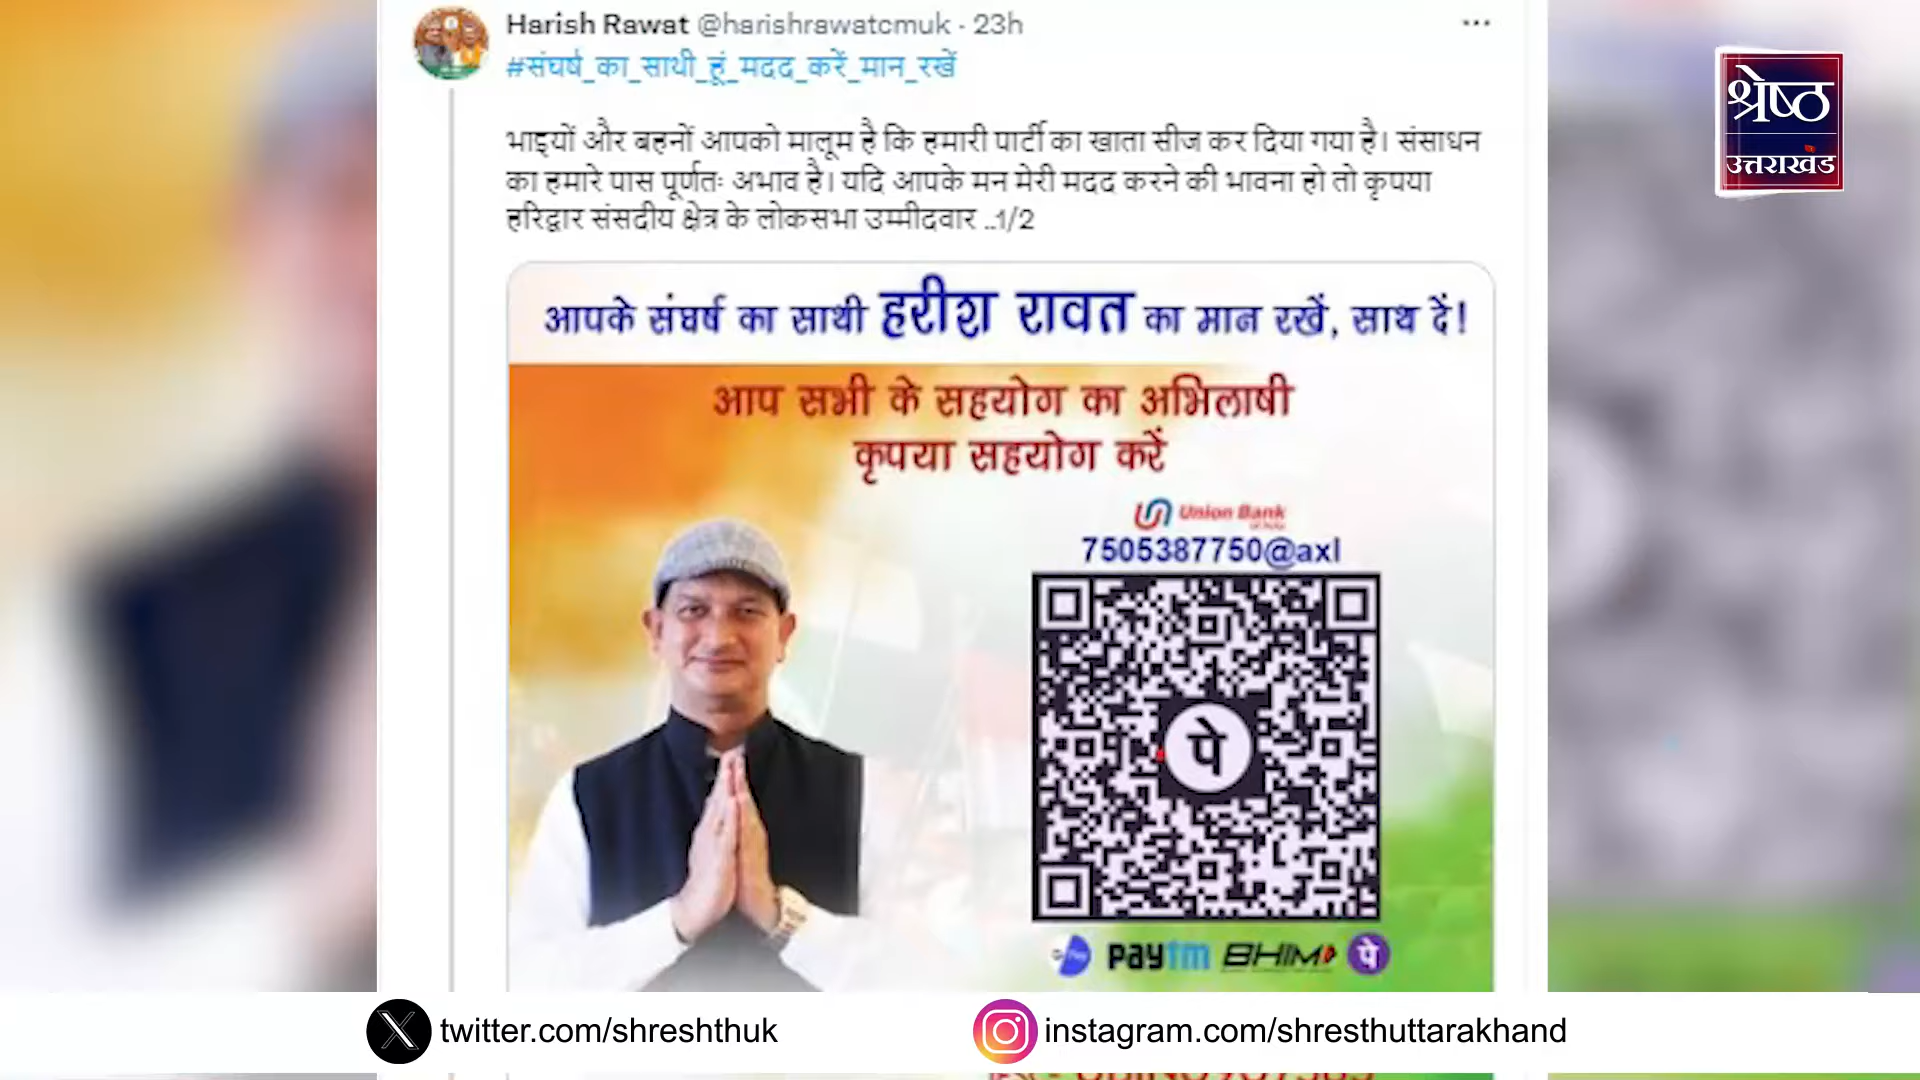 Harish Rawat @harishrawatcmuk · 23h
#संघर्ष_का_साथी_हूं_मदद_करें_मान_रखें
भाइयों और बहनों आपको मालूम है कि हमारी पार्टी का खाता सीज कर दिया गया है। संसाधन
का हमारे पास पूर्णतः अभाव है। यदि आपके मन मेरी मदद करने की भावना हो तो कृपया
हरिद्वार संसदीय क्षेत्र के लोकसभा उम्मीदवार ..1/2
श्रेष्ठ
उत्तराखंड
आपके संघर्ष का साथी हरीश रावत का मान रखें, साथ दें!
आप सभी के सहयोग का अभिलाषी
कृपया सहयोग करें
Union Bank
7505387750@axl
पे
Paytm BHIM पे
twitter.com/shreshthuk
instagram.com/shresthuttarakhand